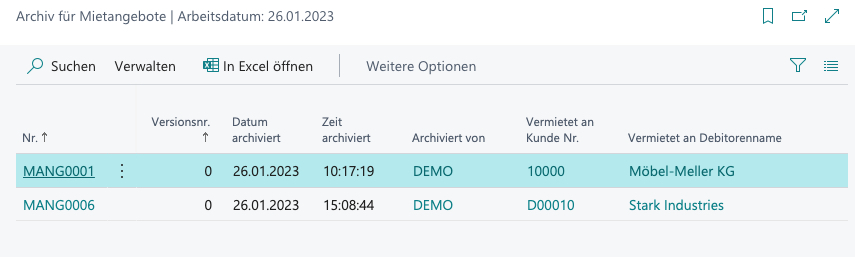 Archiv für Mietangebote | Arbeitsdatum: 26.01.2023
Suchen Verwalten In Excel öffnen Weitere Optionen
Nr. ↑ Versionsnr. ↑ Datum archiviert Zeit archiviert Archiviert von Vermietet an Kunde Nr. Vermietet an Debitorenname
MANG0001 0 26.01.2023 10:17:19 DEMO 10000 Möbel-Meller KG
MANG0006 0 26.01.2023 15:08:44 DEMO D00010 Stark Industries